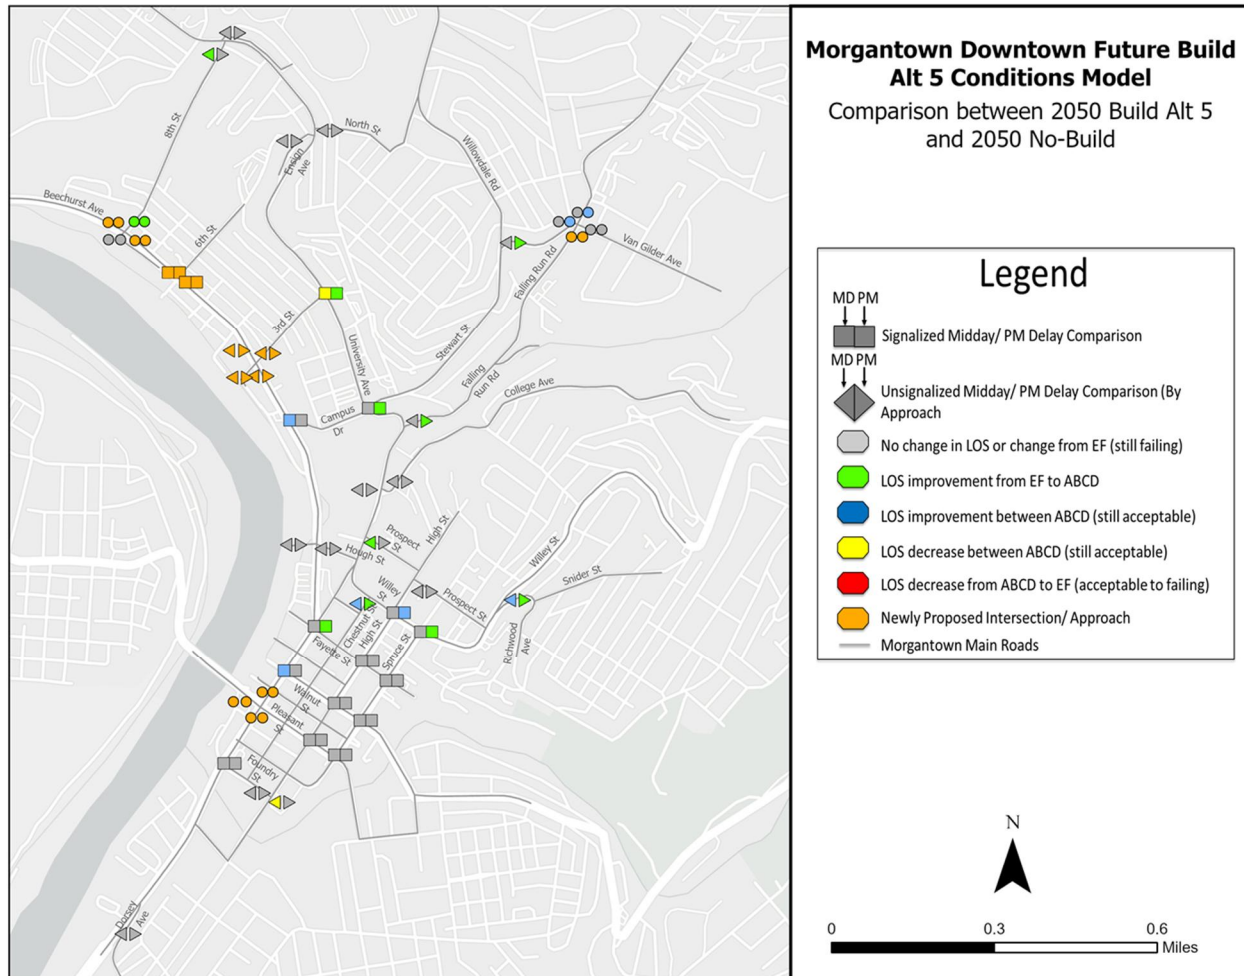 Morgantown Downtown Future Build
Alt 5 Conditions Model
Comparison between 2050 Build Alt 5
and 2050 No-Build
Legend
MD PM
Signalized Midday/ PM Delay Comparison
MD PM
Unsignalized Midday/ PM Delay Comparison (By
Approach
No change in LOS or change from EF (still failing)
LOS improvement from EF to ABCD
LOS improvement between ABCD (still acceptable)
LOS decrease between ABCD (still acceptable)
LOS decrease from ABCD to EF (acceptable to failing)
Newly Proposed Intersection/ Approach
Morgantown Main Roads
N
0
0.3
0.6
Miles
8th St
North St
Ensign
Ave
Willowdale Rd
Beechurst Ave
6th St
Van Gilder Ave
Falling Run Rd
3rd St
University Ave
Stewart St
Falling
Run Rd
College Ave
Campus
Dr
High St
Prospect
St
Hough St
Willey
St
Prospect St
Willey St
Snider St
Richwood
Ave
Chestnut St
High St
Spruce St
Fayette St
Walnut
St
Pleasant
St
Foundry
St
Dorsey
Ave